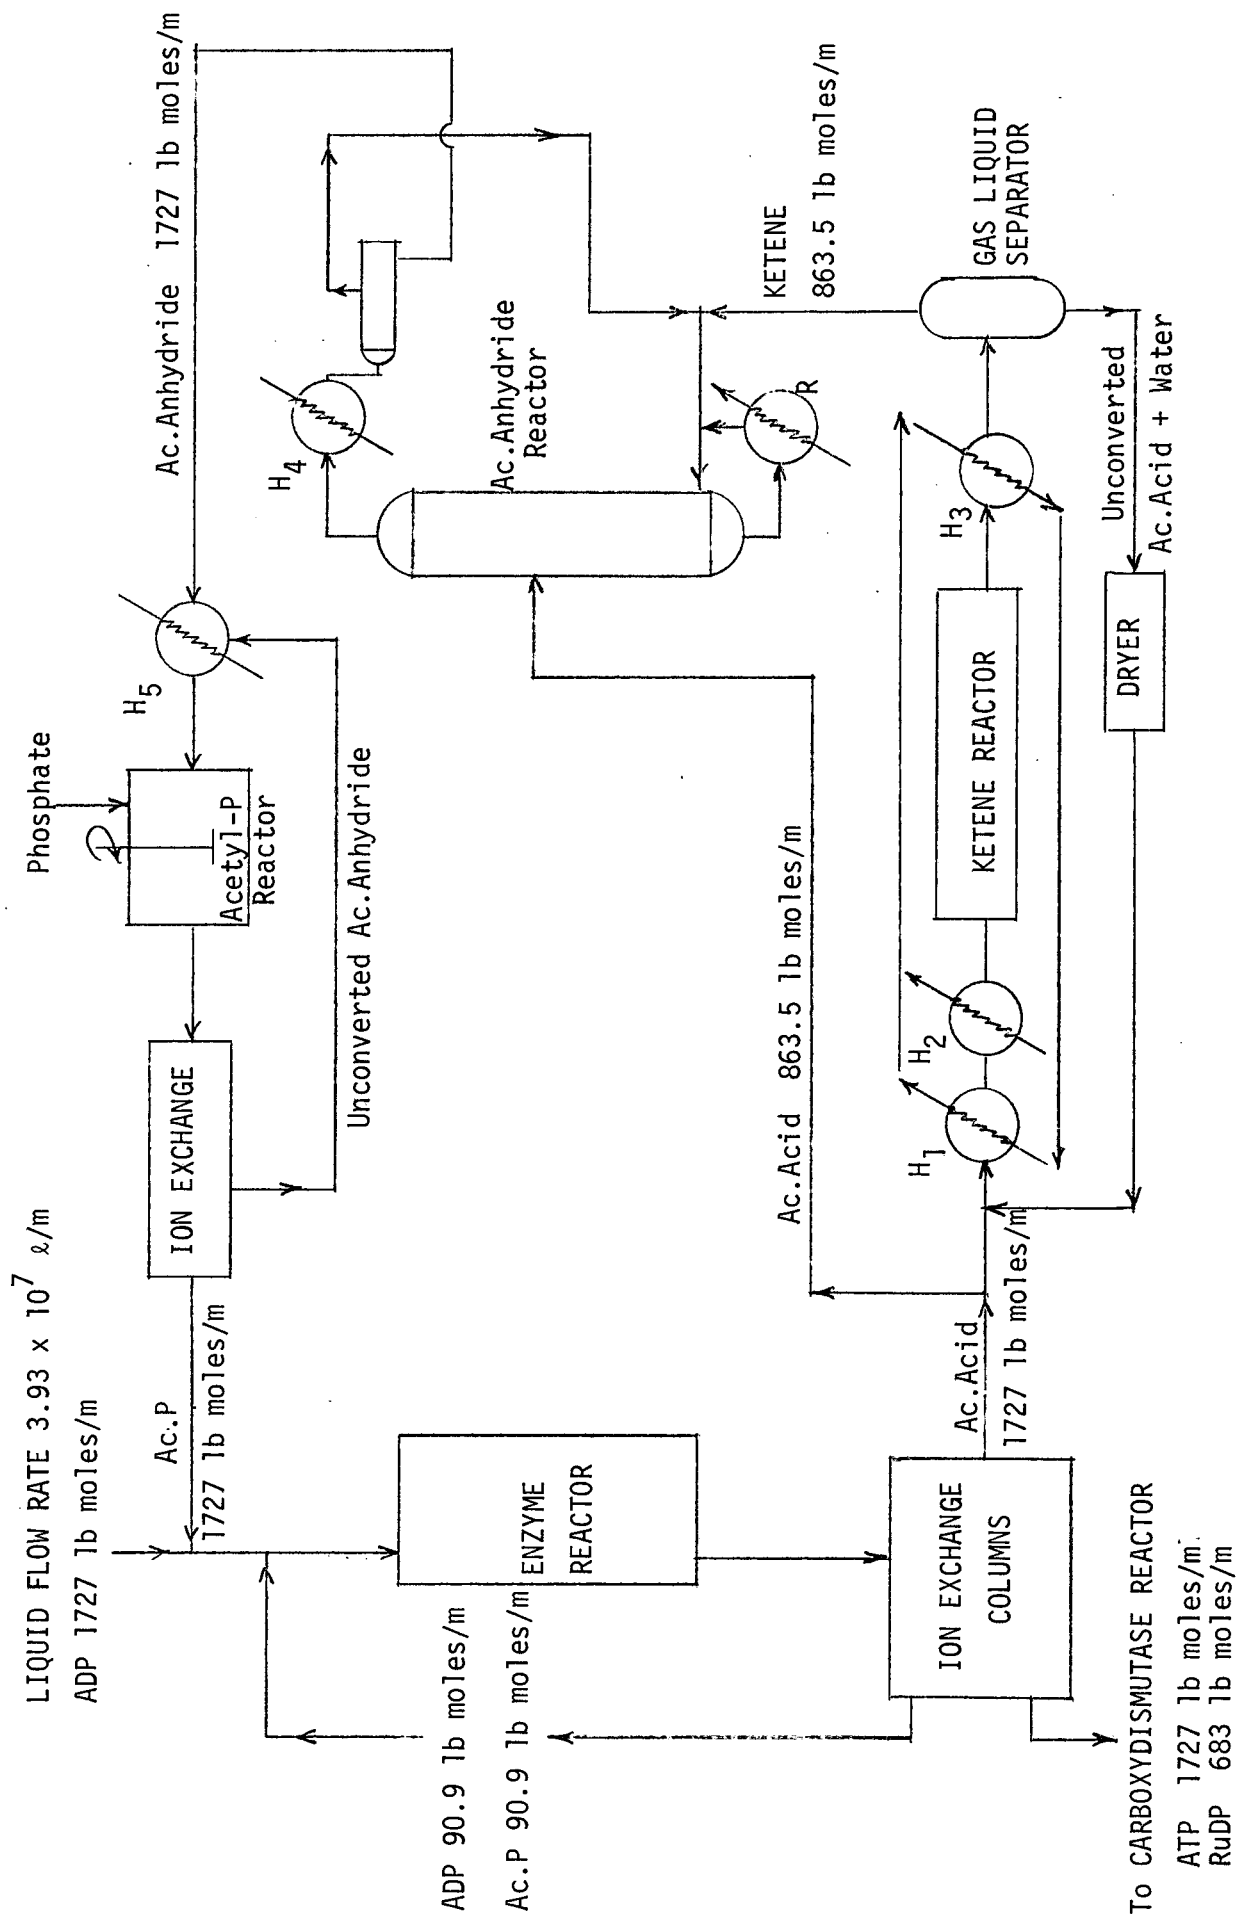 LIQUID FLOW RATE 3.93 x 10⁷ ℓ/m
ADP 1727 lb moles/m
Ac.P
1727 lb moles/m
ION EXCHANGE
Phosphate
Acetyl-P
Reactor
H5
Ac.Anhydride 1727 lb moles/m
Unconverted Ac.Anhydride
H4
Ac.Anhydride
Reactor
KETENE
863.5 lb moles/m
R
ADP 90.9 lb moles/m
Ac.P 90.9 lb moles/m
ENZYME
REACTOR
Ac.Acid 863.5 lb moles/m
ION EXCHANGE
COLUMNS
Ac.Acid
1727 lb moles/m
H1
H2
KETENE REACTOR
H3
GAS LIQUID
SEPARATOR
DRYER
Unconverted
Ac.Acid + Water
To CARBOXYDISMUTASE REACTOR
ATP 1727 lb moles/m
RuDP 683 lb moles/m